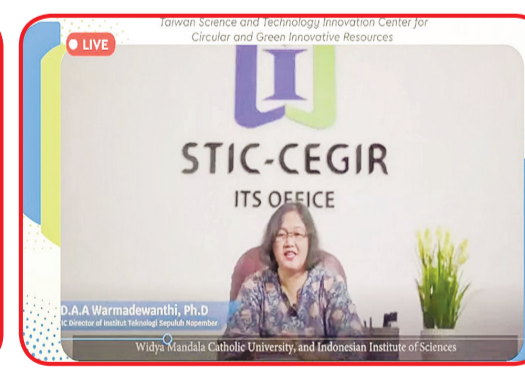 Taiwan Science and Technology Innovation Center for
Circular and Green Innovative Resources
LIVE
I
STIC-CEGIR
ITS OFFICE
D.A.A Warmadewanthi, Ph.D
IC Director of Institut Teknologi Sepuluh Nopember
Widya Mandala Catholic University, and Indonesian Institute of Sciences